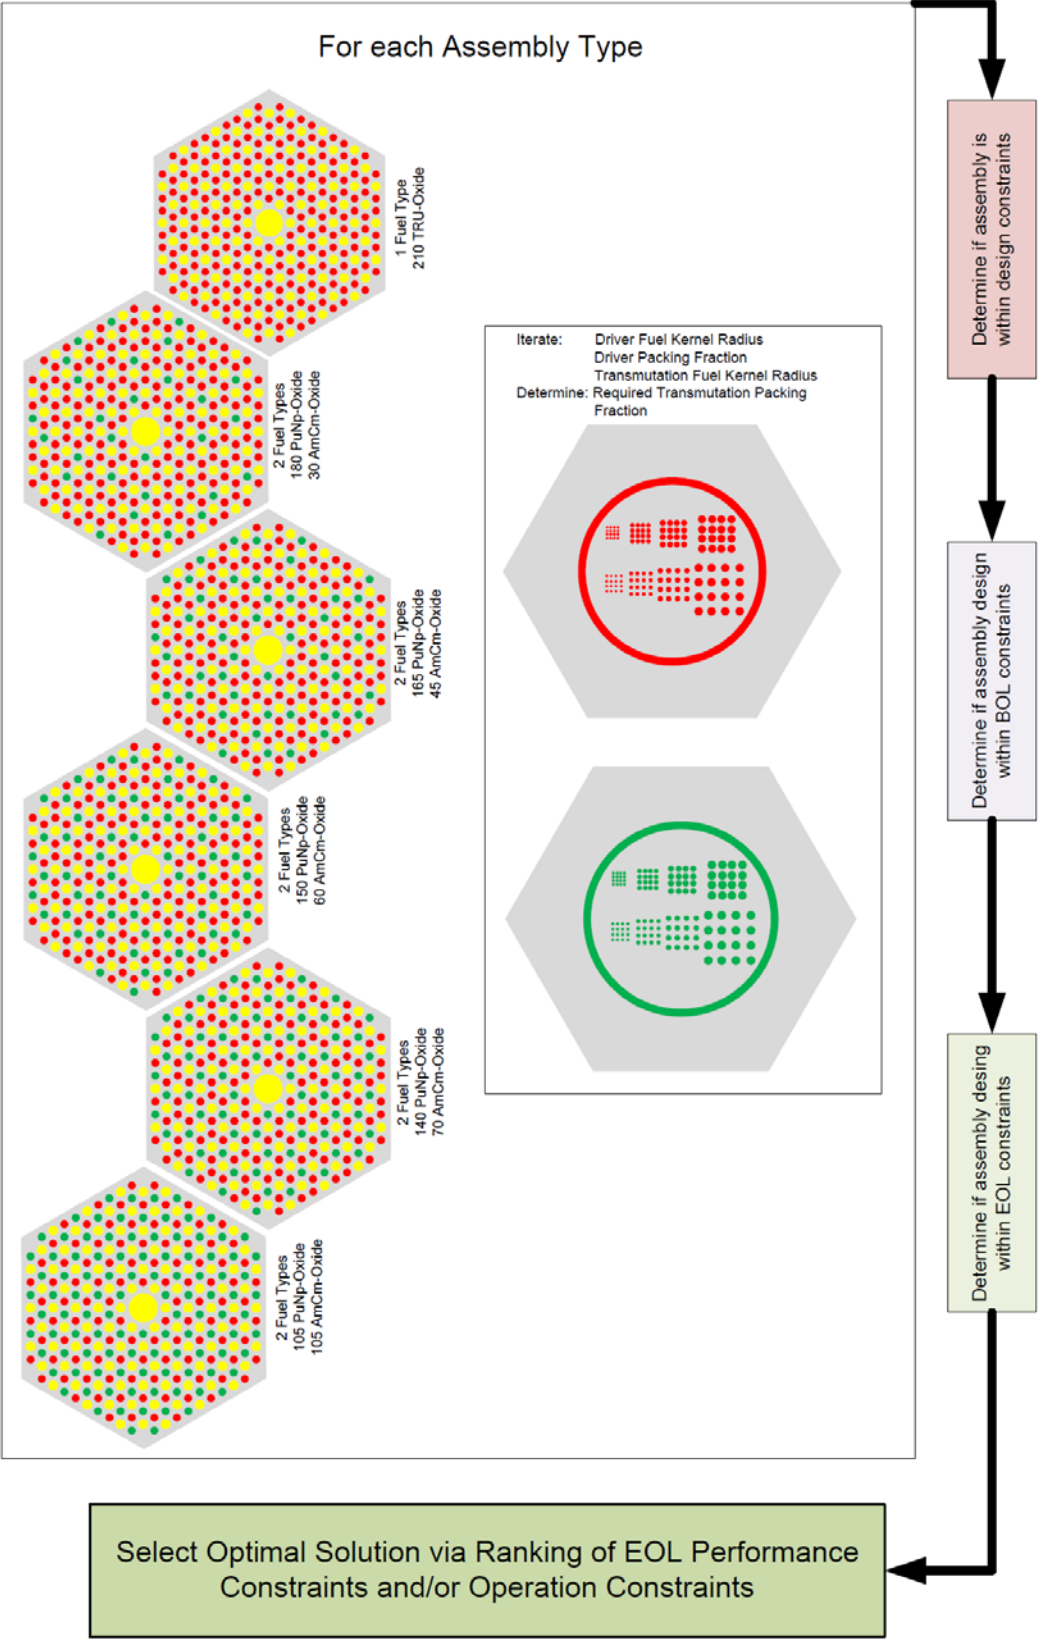 For each Assembly Type
1 Fuel Type
210 TRU-Oxide
2 Fuel Types
180 PuNp-Oxide
30 AmCm-Oxide
2 Fuel Types
165 PuNp-Oxide
45 AmCm-Oxide
2 Fuel Types
150 PuNp-Oxide
60 AmCm-Oxide
2 Fuel Types
140 PuNp-Oxide
70 AmCm-Oxide
2 Fuel Types
105 PuNp-Oxide
105 AmCm-Oxide
Iterate: Driver Fuel Kernel Radius
Driver Packing Fraction
Transmutation Fuel Kernel Radius
Determine: Required Transmutation Packing
Fraction
Determine if assembly is
within design constraints
Determine if assembly design
within BOL constraints
Determine if assembly desing
within EOL constraints
Select Optimal Solution via Ranking of EOL Performance
Constraints and/or Operation Constraints